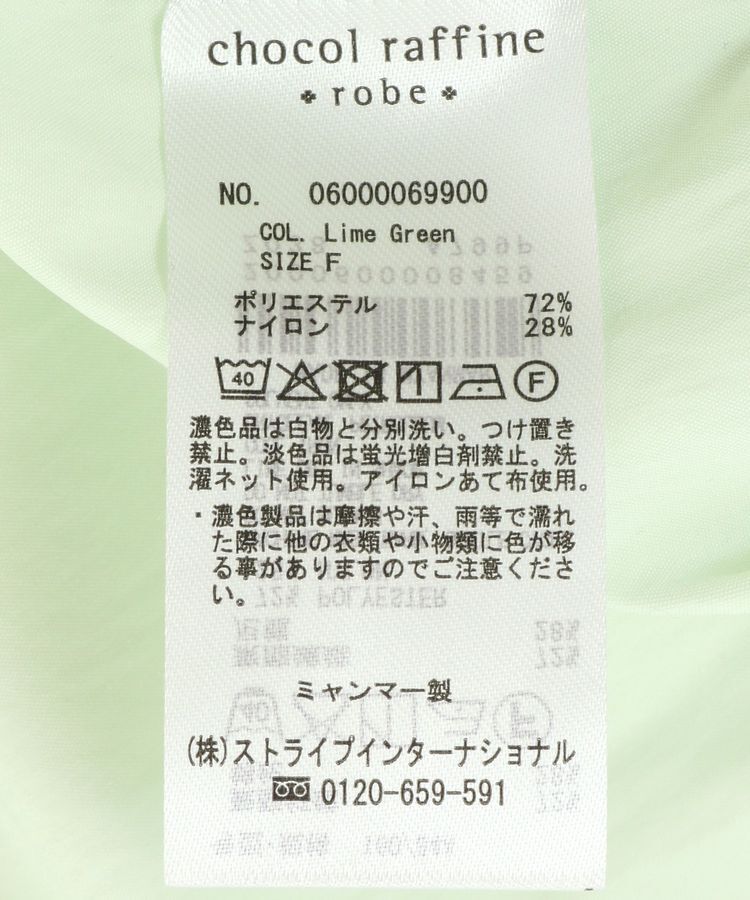 chocol raffine
robe
NO. 06000069900
COL. Lime Green
SIZE F
ポリエステル 72%
ナイロン 28%
40 F
濃色品は白物と分別洗い。つけ置き
禁止。淡色品は蛍光増白剤禁止。洗
濯ネット使用。アイロンあて布使用。
・濃色製品は摩擦や汗、雨等で濡れ
た際に他の衣類や小物類に色が移
る事がありますのでご注意くださ
い。
ミャンマー製
(株)ストライプインターナショナル
0120-659-591